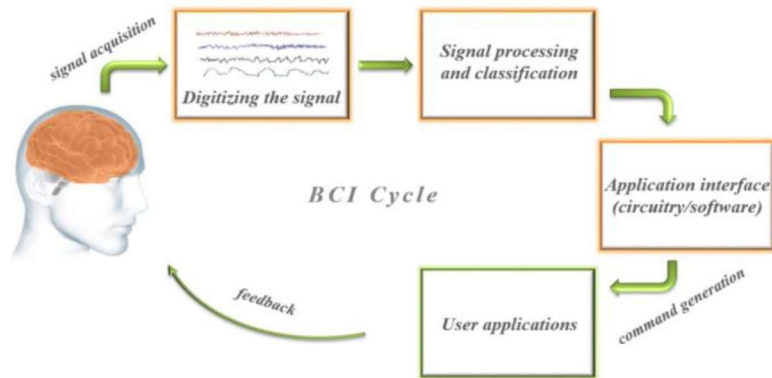 signal acquisition
Digitizing the signal
Signal processing
and classification
Application interface
(circuitry/software)
command generation
User applications
feedback
BCI Cycle